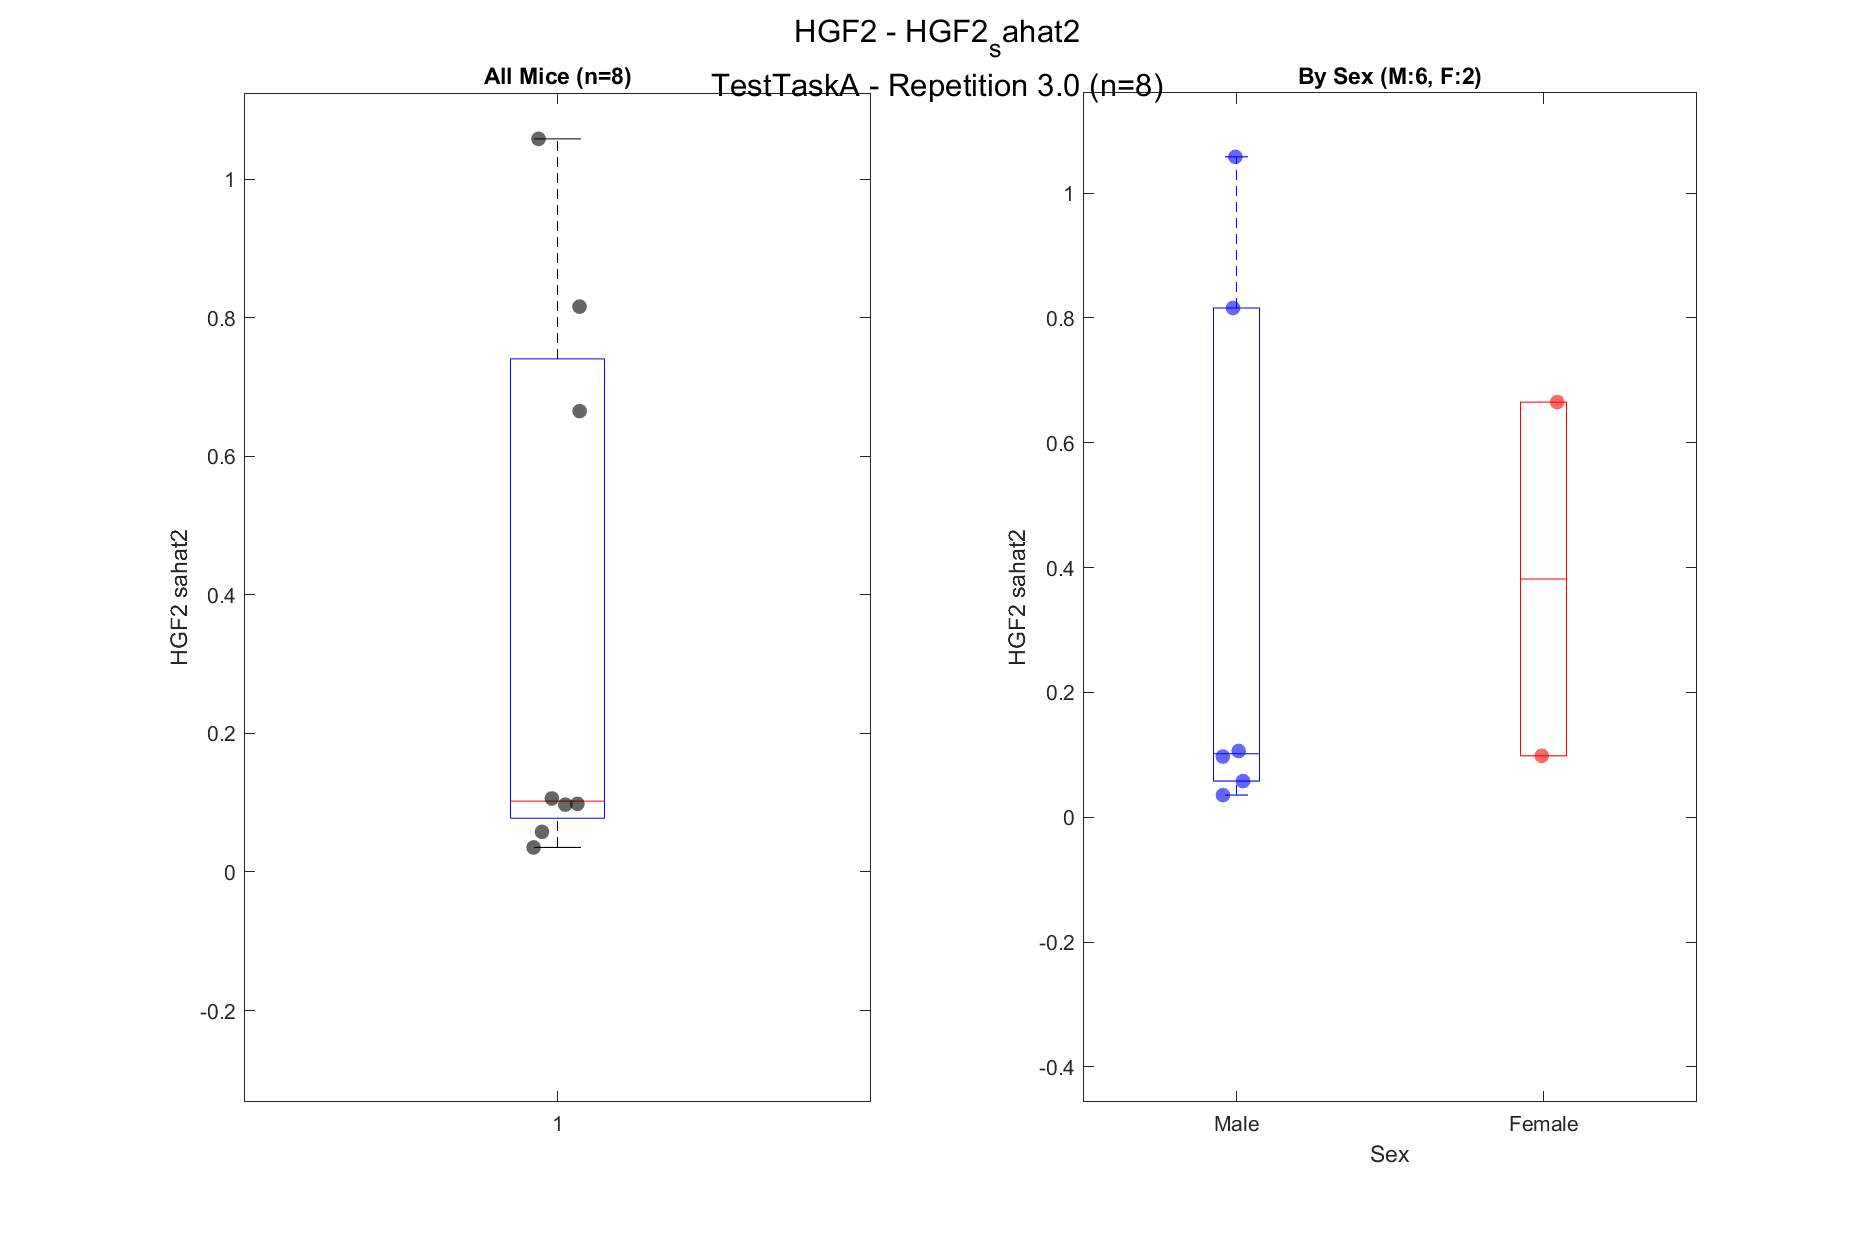 HGF2 - HGF2sahat2
TestTaskA - Repetition 3.0 (n=8)
All Mice (n=8)
1
0.8
0.6
0.4
0.2
0
-0.2
HGF2 sahat2
1
By Sex (M:6, F:2)
1
0.8
0.6
0.4
0.2
0
-0.2
-0.4
HGF2 sahat2
Male Female
Sex